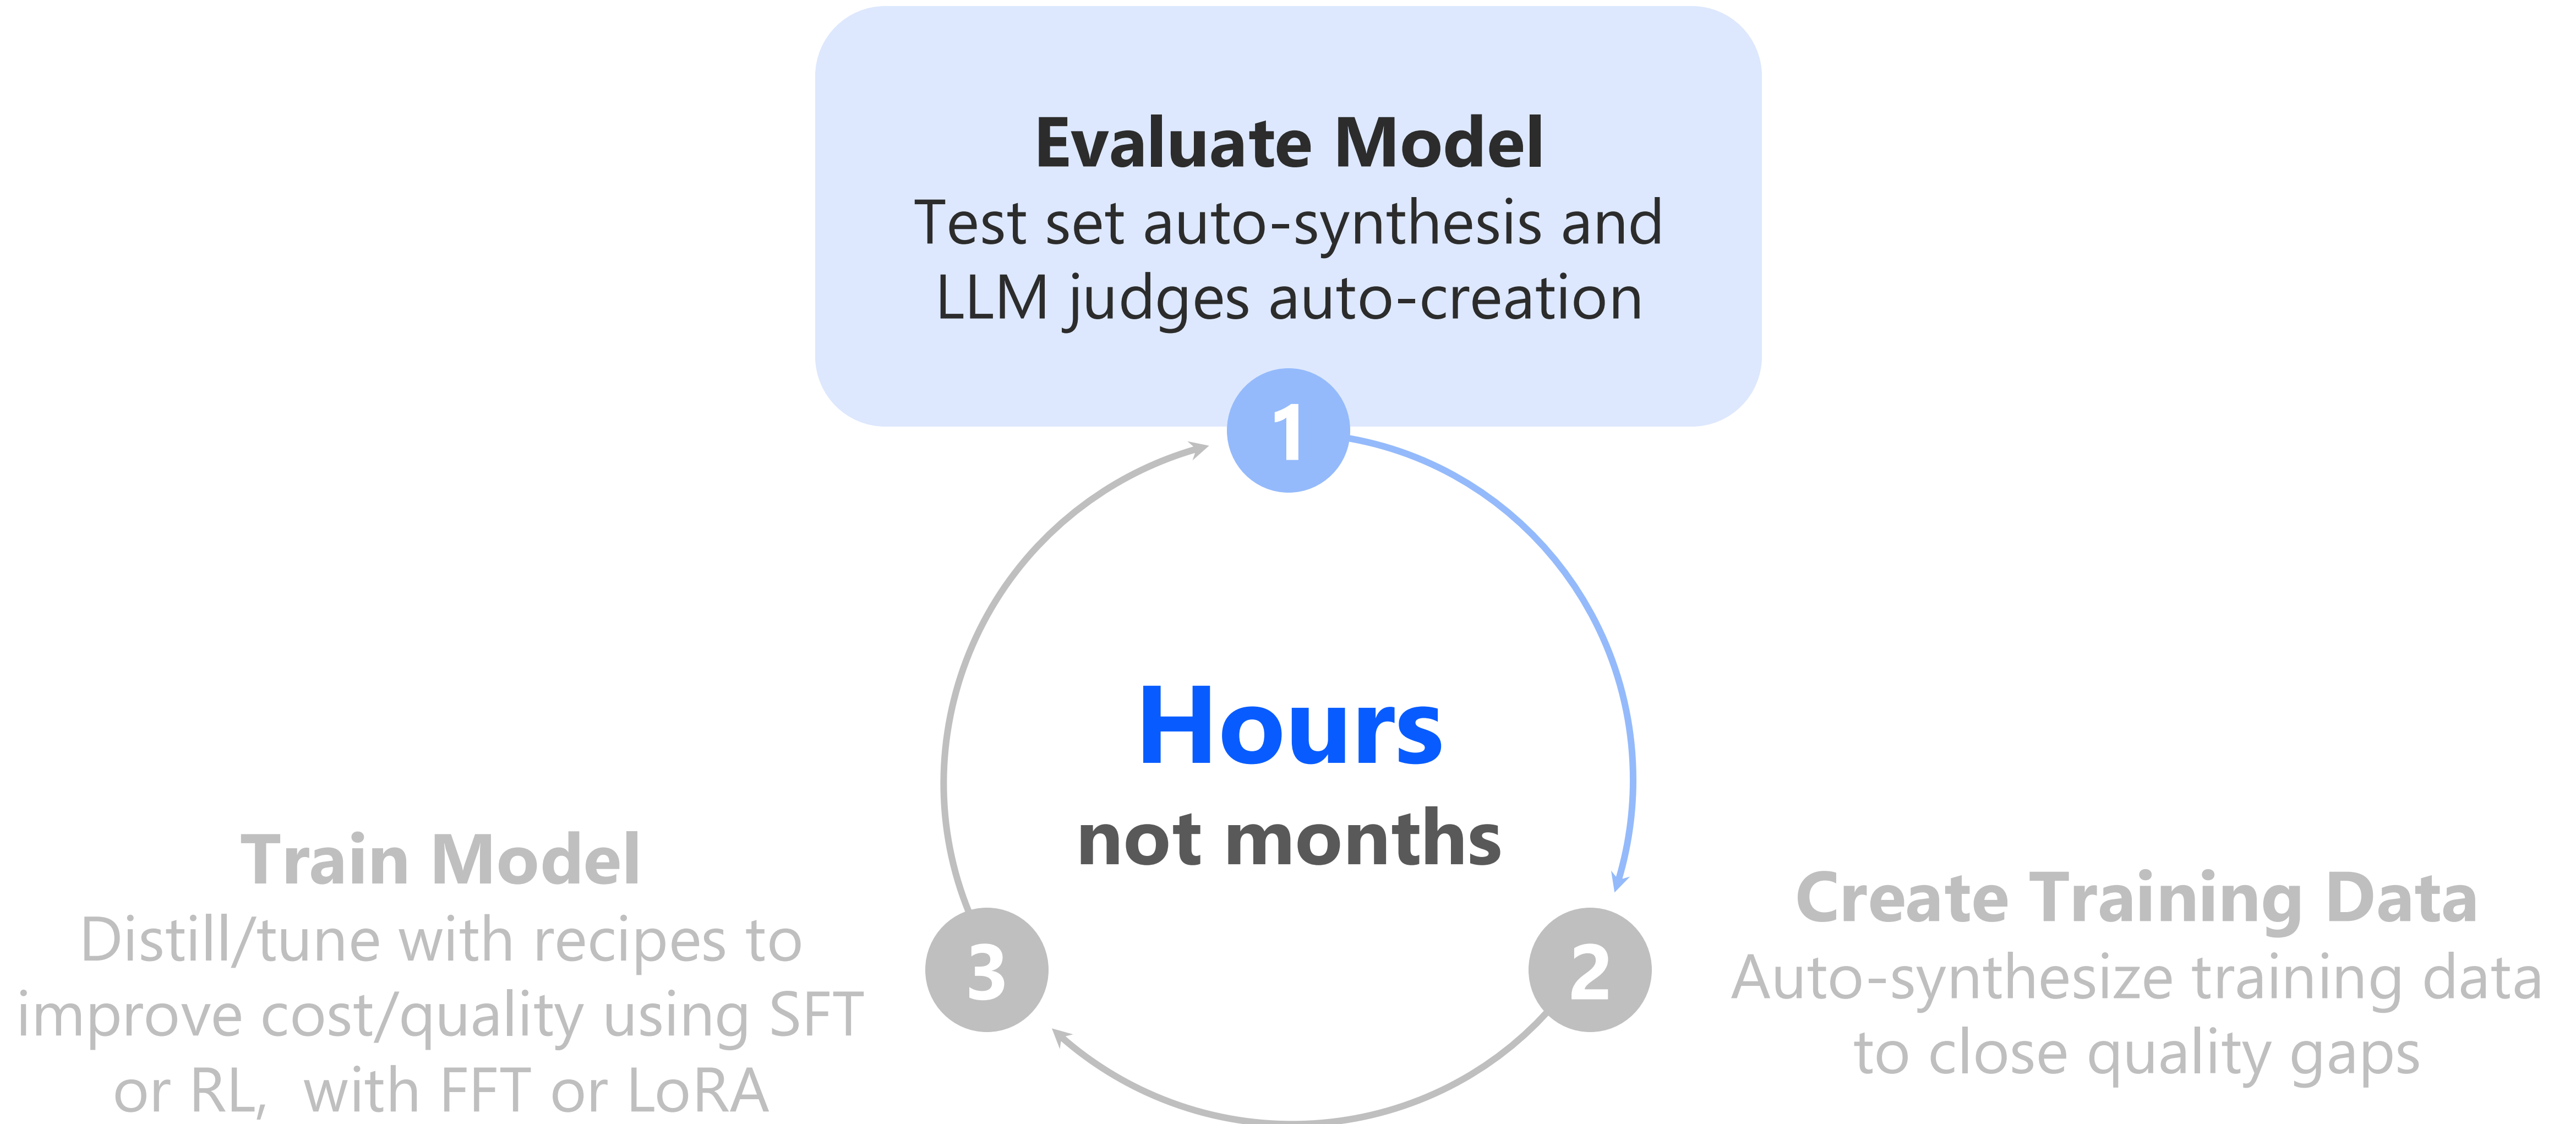 Evaluate Model
Test set auto-synthesis and
LLM judges auto-creation
1
Hours
not months
Train Model
Distill/tune with recipes to
improve cost/quality using SFT
or RL,  with FFT or LoRA
3
2
Create Training Data
Auto-synthesize training data
to close quality gaps